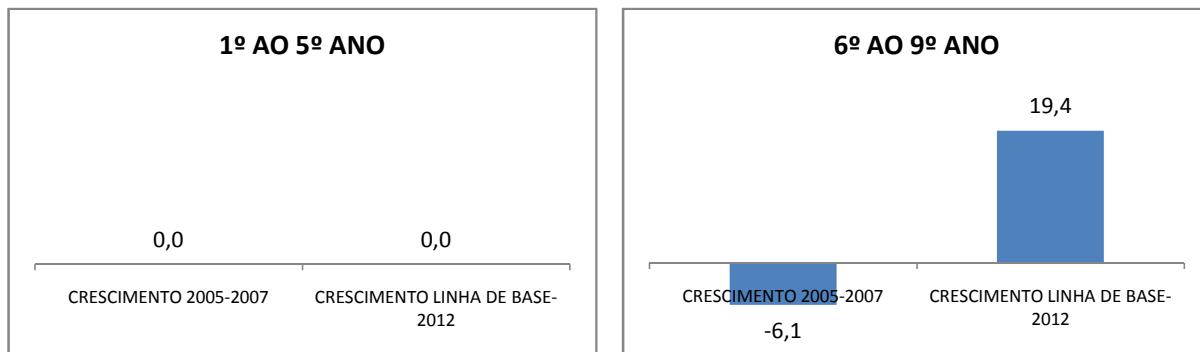 1º AO 5º ANO
0,0
0,0
CRESCIMENTO 2005-2007
CRESCIMENTO LINHA DE BASE-
2012
6º AO 9º ANO
19,4
CRESCIMENTO 2005-2007
CRESCIMENTO LINHA DE BASE-
2012
-6,1